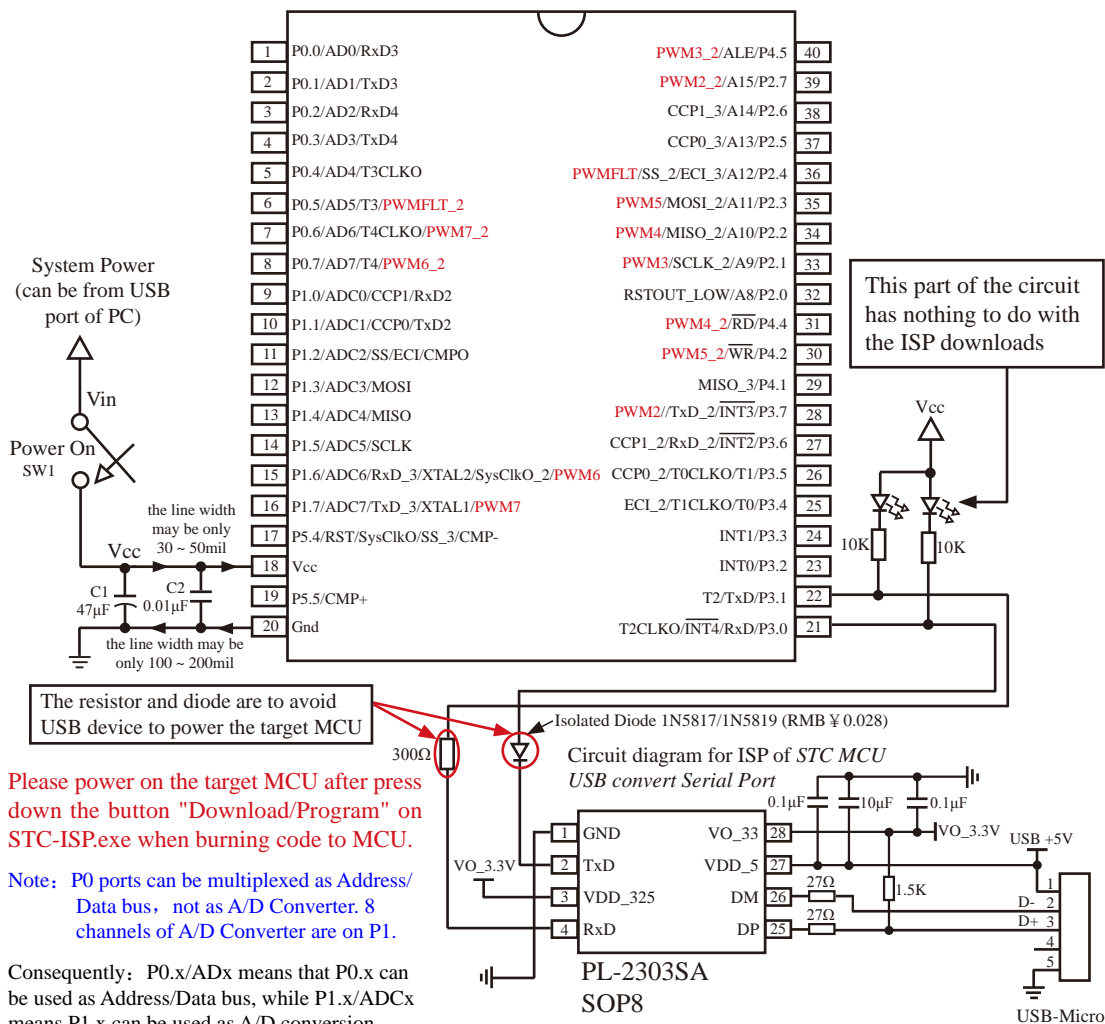 1 P0.0/AD0/RxD3
2 P0.1/AD1/TxD3
3 P0.2/AD2/RxD4
4 P0.3/AD3/TxD4
5 P0.4/AD4/T3CLKO
6 P0.5/AD5/T3/PWMFLT_2
7 P0.6/AD6/T4CLKO/PWM7_2
8 P0.7/AD7/T4/PWM6_2
9 P1.0/ADC0/CCP1/RxD2
10 P1.1/ADC1/CCP0/TxD2
11 P1.2/ADC2/SS/ECI/CMPO
12 P1.3/ADC3/MOSI
13 P1.4/ADC4/MISO
14 P1.5/ADC5/SCLK
15 P1.6/ADC6/RxD_3/XTAL2/SysClkO_2/PWM6
16 P1.7/ADC7/TxD_3/XTAL1/PWM7
17 P5.4/RST/SysClkO/SS_3/CMP-
18 Vcc
19 P5.5/CMP+
20 Gnd
PWM3_2/ALE/P4.5 40
PWM2_2/A15/P2.7 39
CCP1_3/A14/P2.6 38
CCP0_3/A13/P2.5 37
PWMFLT/SS_2/ECI_3/A12/P2.4 36
PWM5/MOSI_2/A11/P2.3 35
PWM4/MISO_2/A10/P2.2 34
PWM3/SCLK_2/A9/P2.1 33
RSTOUT_LOW/A8/P2.0 32
PWM4_2/RD/P4.4 31
PWM5_2/WR/P4.2 30
MISO_3/P4.1 29
PWM2//TxD_2/INT3/P3.7 28
CCP1_2/RxD_2/INT2/P3.6 27
CCP0_2/T0CLKO/T1/P3.5 26
ECI_2/T1CLKO/T0/P3.4 25
INT1/P3.3 24
INT0/P3.2 23
T2/TxD/P3.1 22
T2CLKO/INT4/RxD/P3.0 21
System Power
(can be from USB
port of PC)
Vin
Power On
SW1
the line width
may be only
30 ~ 50mil
Vcc
C1
47μF
C2
0.01μF
the line width may be
only 100 ~ 200mil
This part of the circuit
has nothing to do with
the ISP downloads
Vcc
10K
10K
The resistor and diode are to avoid
USB device to power the target MCU
300Ω
Isolated Diode 1N5817/1N5819 (RMB¥0.028)
Circuit diagram for ISP of STC MCU
USB convert Serial Port
Please power on the target MCU after press
down the button "Download/Program" on
STC-ISP.exe when burning code to MCU.
Note： P0 ports can be multiplexed as Address/
Data bus，not as A/D Converter. 8
channels of A/D Converter are on P1.
Consequently：P0.x/ADx means that P0.x can
be used as Address/Data bus, while P1.x/ADCx
means P1.x can be used as A/D conversion
0.1μF
10μF
0.1μF
VO_3.3V
VO_3.3V
1 GND
2 TxD
3 VDD_325
4 RxD
VO_33 28
VDD_5 27
DM 26
DP 25
27Ω
27Ω
1.5K
USB +5V
1
D- 2
D+ 3
4
5
PL-2303SA
SOP8
USB-Micro